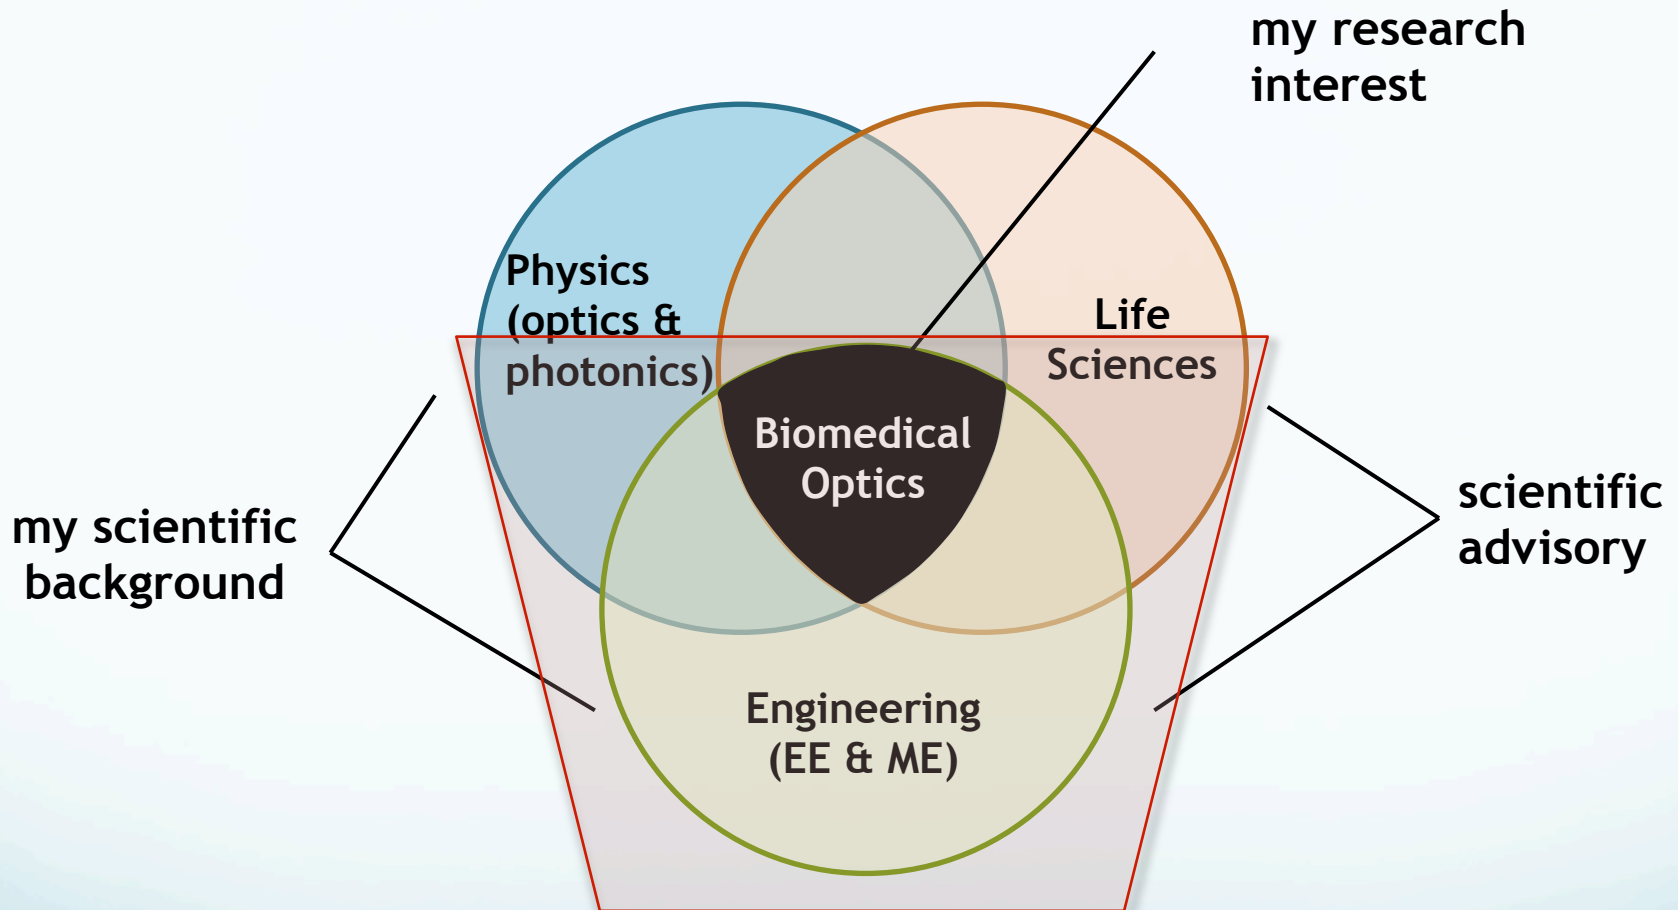 my research
interest
Physics
(optics &
photonics)
Life
Sciences
Biomedical
Optics
my scientific
background
scientific
advisory
Engineering
(EE & ME)